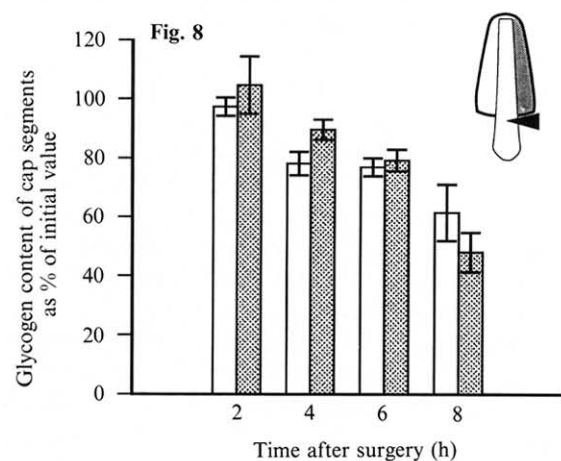 Fig. 8
Glycogen content of cap segments
as % of initial value
120
100
80
60
40
20
0
2 4 6 8
Time after surgery (h)